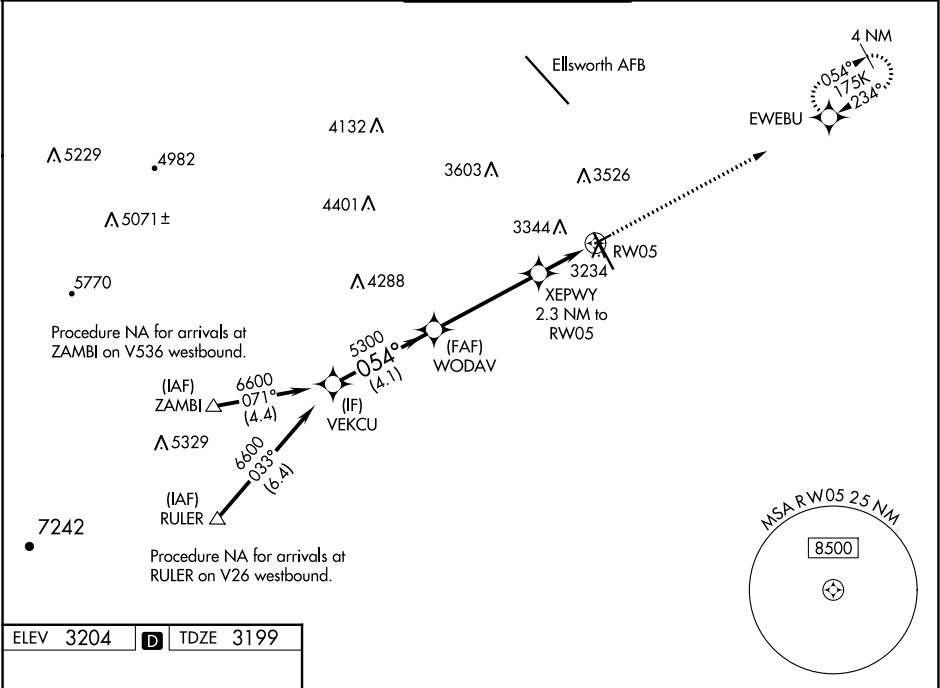 4 NM
054°
175K
234°
Ellsworth AFB
EWEBU
4132
5229
4982
3603
3526
4401
5071±
3344
RW05
3234
4288
5770
XEPWY
2.3 NM to
RW05
Procedure NA for arrivals at
ZAMBI on V536 westbound.
5300
054°
(4.1)
(FAF)
WODAV
(IAF)
ZAMBI
6600
071°
(4.4)
(IF)
VEKCU
5329
6600
033°
(6.4)
(IAF)
RULER
7242
Procedure NA for arrivals at
RULER on V26 westbound.
MSA RW05 25 NM
8500
ELEV 3204 D TDZE 3199